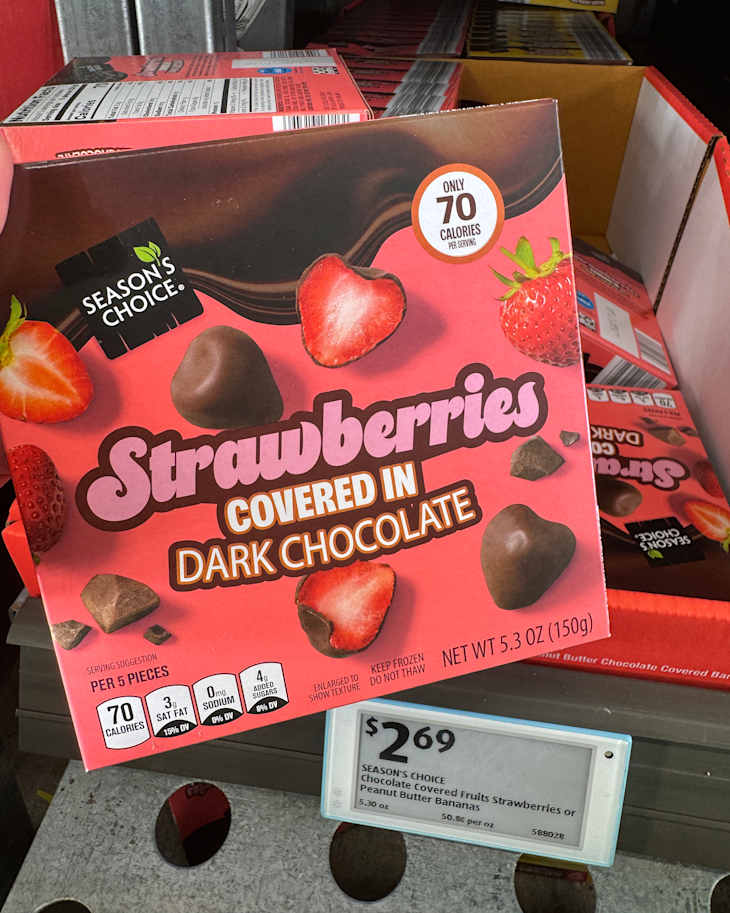 ONLY
70
CALORIES
PER SERVING
SEASON'S
CHOICE®
Strawberries
COVERED IN
DARK CHOCOLATE
SERVING SUGGESTION
PER 5 PIECES
70
CALORIES
3g
SAT FAT
15% DV
0mg
SODIUM
0% DV
4g
ADDED
SUGARS
8% DV
ENLARGED TO
SHOW TEXTURE
KEEP FROZEN
DO NOT THAW
NET WT 5.3 OZ (150g)
DARK
SEASON'S
CHOICE
Butter Chocolate Covered
$2.69
SEASON'S CHOICE
Chocolate Covered Fruits Strawberries or
Peanut Butter Bananas
5.30 oz
50.8¢ per oz